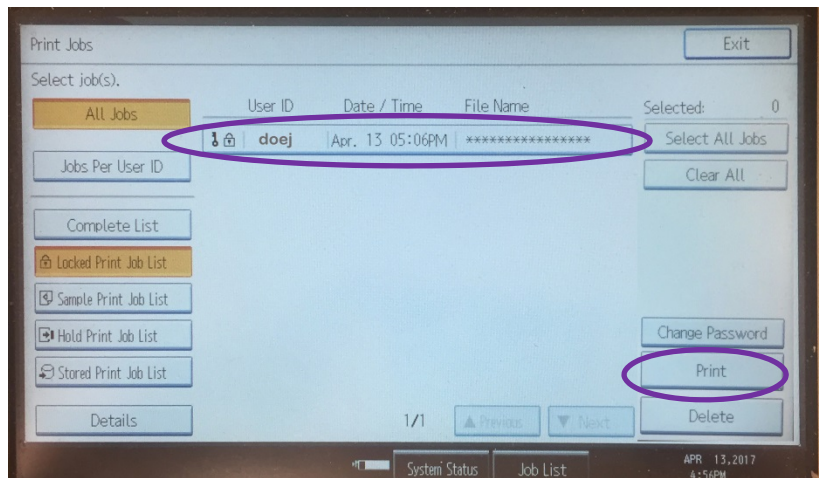 Print Jobs
Exit
Select job(s).
All Jobs
User ID
Date / Time
File Name
Selected: 0
doej
Apr. 13 05:06PM
****************
Select All Jobs
Jobs Per User ID
Clear All
Complete List
Locked Print Job List
Sample Print Job List
Hold Print Job List
Change Password
Stored Print Job List
Print
Details
1/1
▲ Previous
▼ Next
Delete
System Status
Job List
APR 13,2017
4:56PM